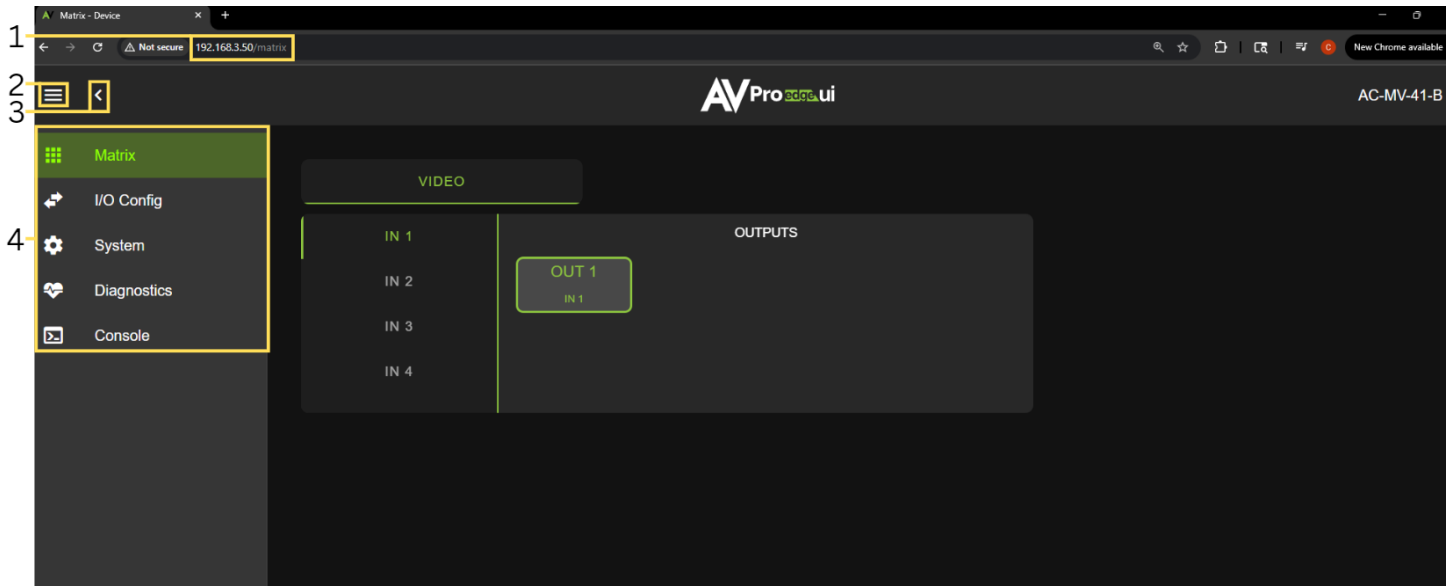 Matrix - Device
1
Not secure 192.168.3.50/matrix
C
New Chrome available
2
3
AVPro edge.ui
AC-MV-41-B
4
Matrix
I/O Config
System
Diagnostics
Console
VIDEO
IN 1
IN 2
IN 3
IN 4
OUTPUTS
OUT 1
IN 1